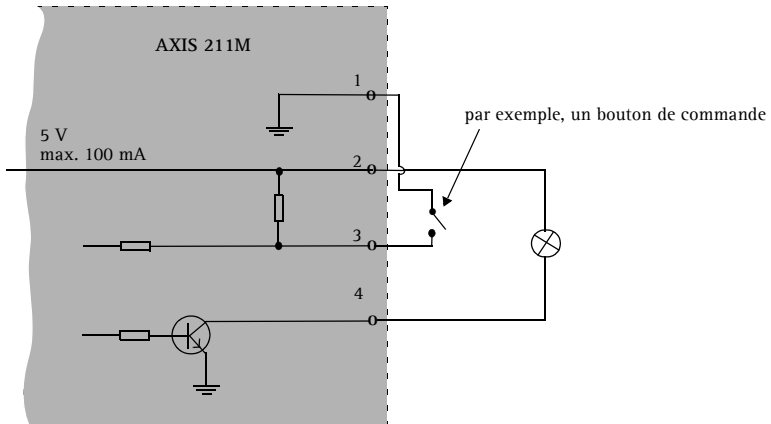 AXIS 211M
1
par exemple, un bouton de commande
5 V
max. 100 mA
2
3
4